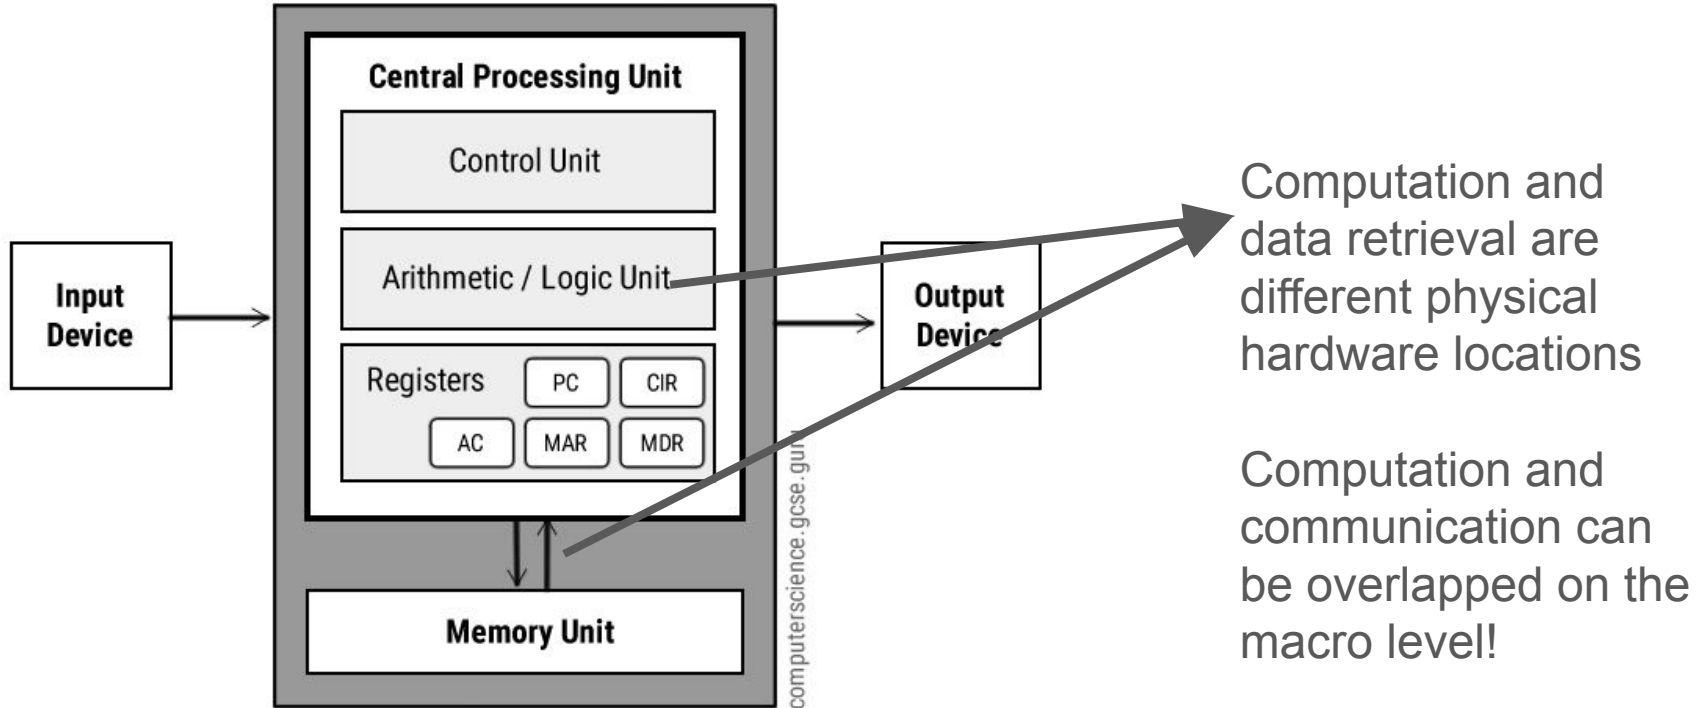 Central Processing Unit
Control Unit
Arithmetic / Logic Unit
Registers
PC
CIR
AC
MAR
MDR
Input
Device
Output
Device
Memory Unit
computerscience.gcse.guru
Computation and
data retrieval are
different physical
hardware locations
Computation and
communication can
be overlapped on the
macro level!